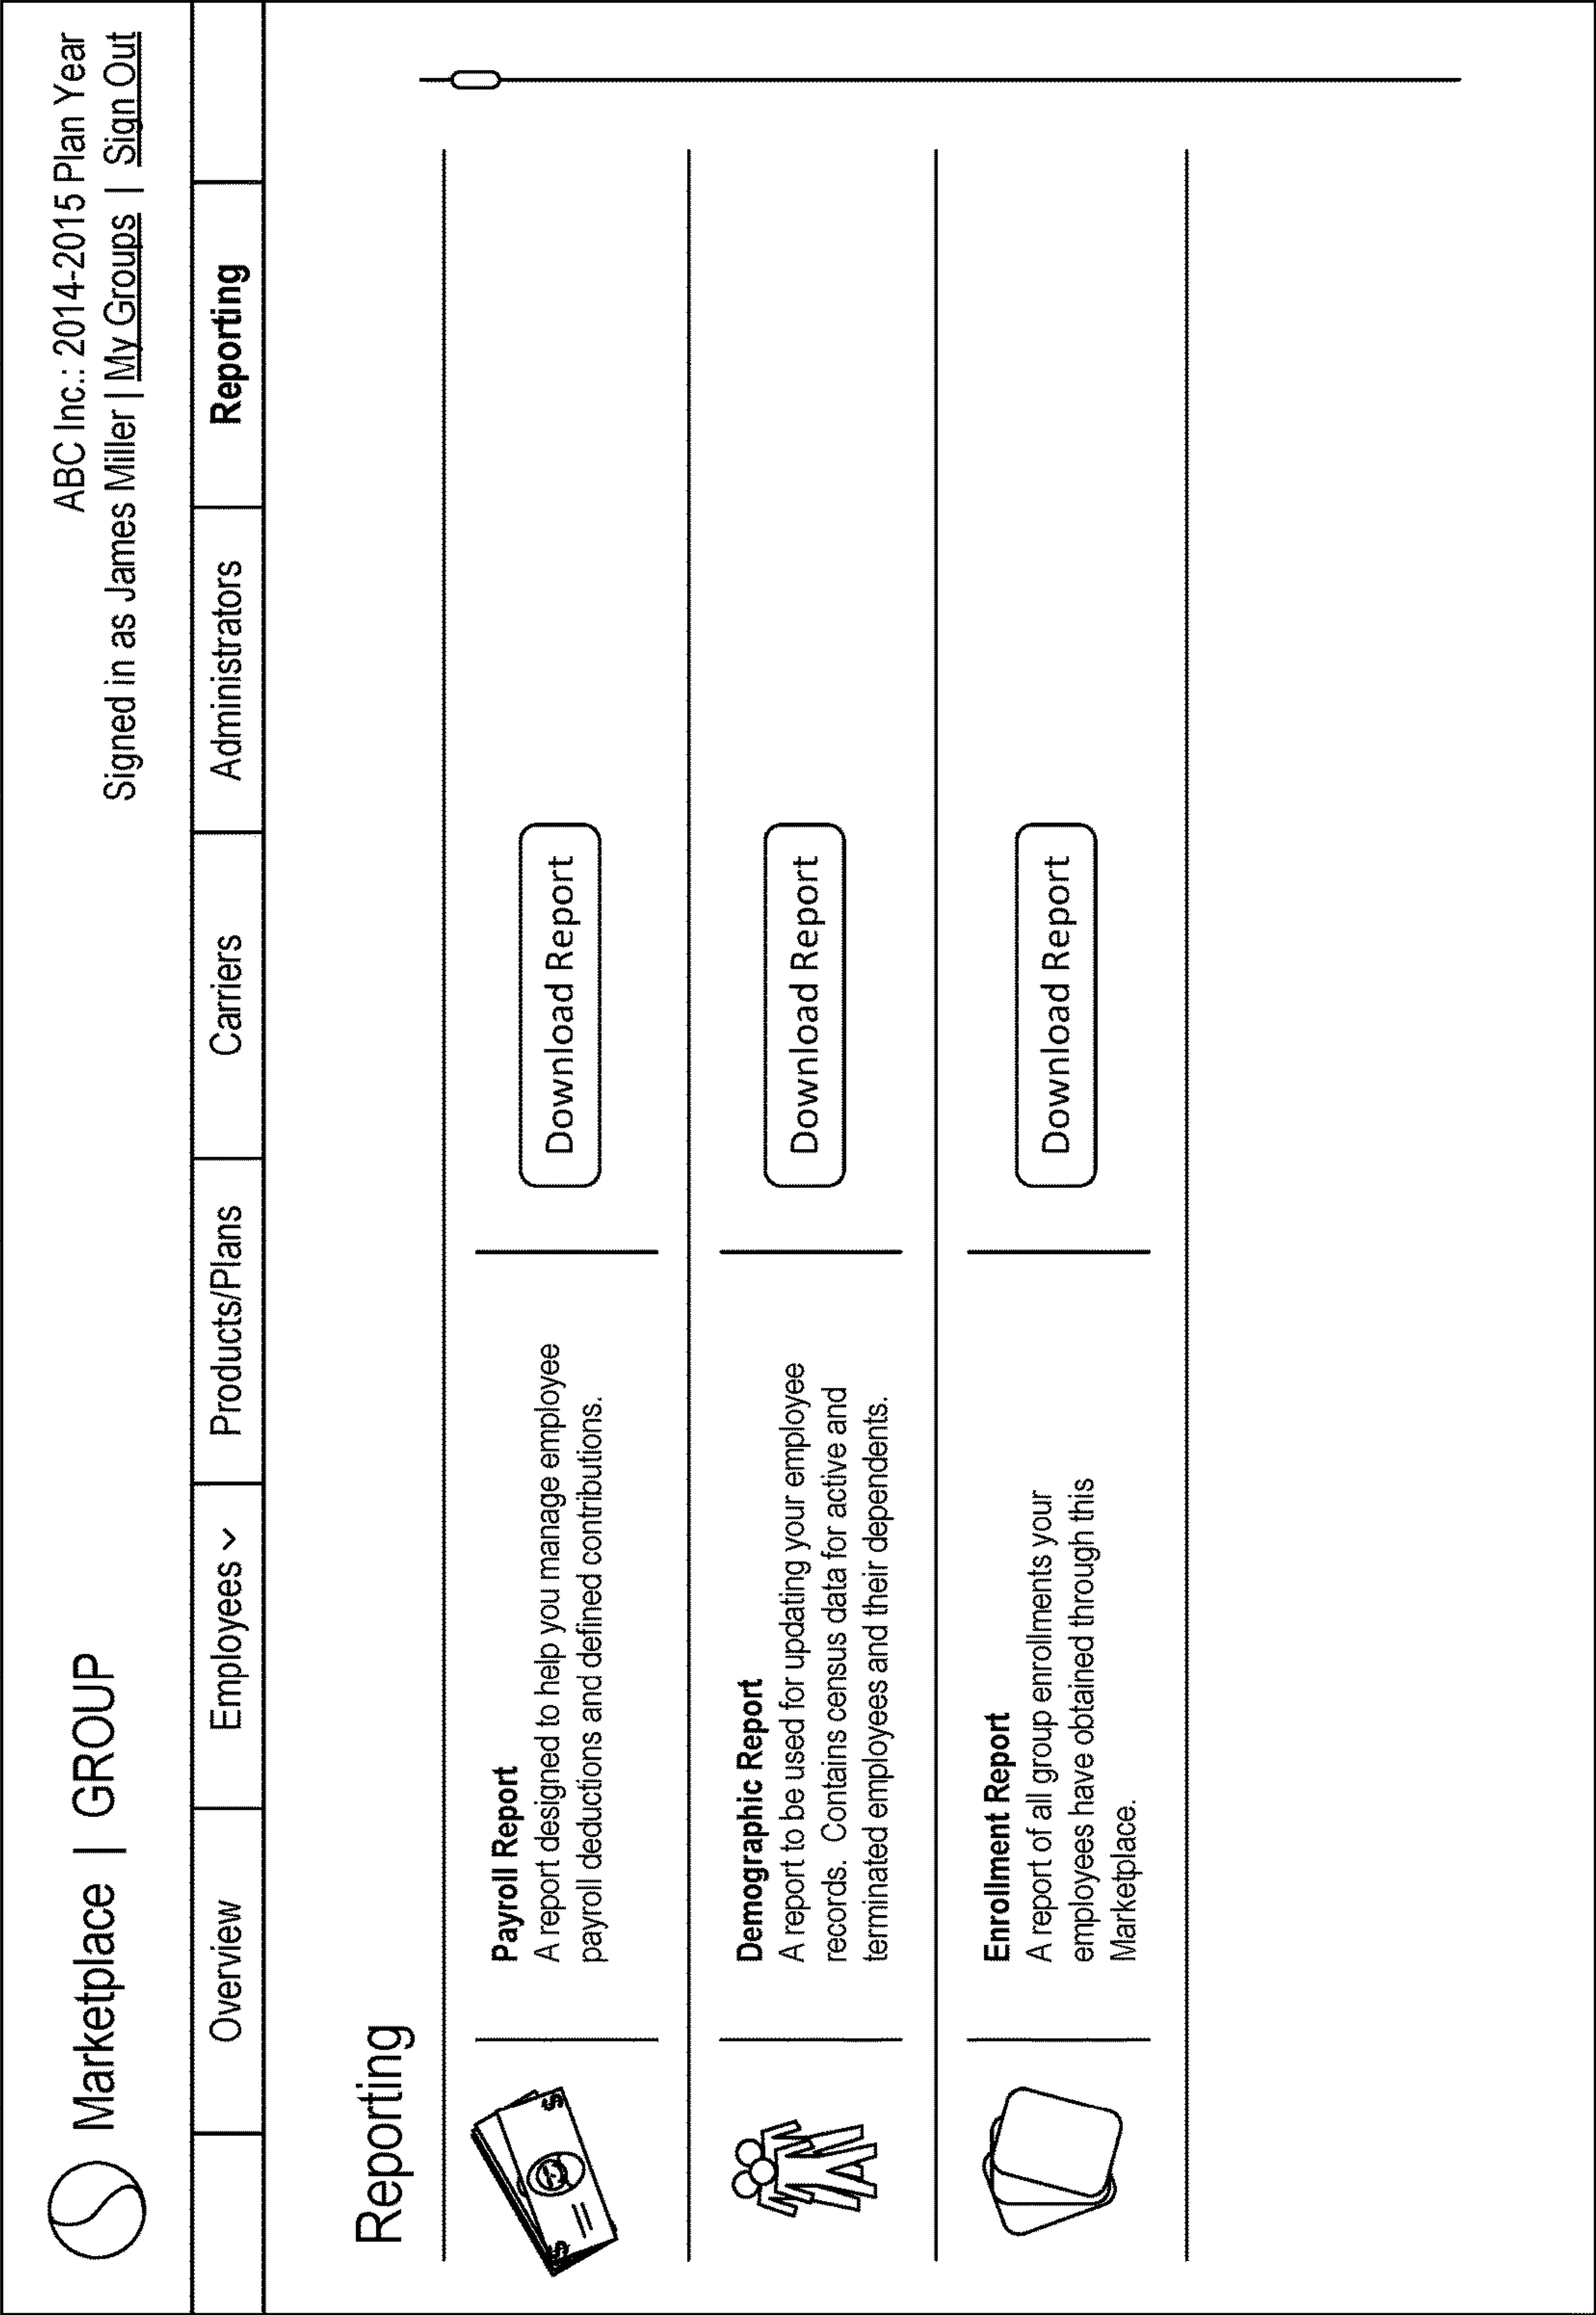 Marketplace | GROUP
ABC Inc.: 2014-2015 Plan Year
Signed in as James Miller | My Groups | Sign Out
Overview
Employees
Products/Plans
Carriers
Administrators
Reporting
Reporting
$ $
Payroll Report
A report designed to help you manage employee
payroll deductions and defined contributions.
Download Report
Demographic Report
A report to be used for updating your employee
records. Contains census data for active and
terminated employees and their dependents.
Download Report
Enrollment Report
A report of all group enrollments your
employees have obtained through this
Marketplace.
Download Report